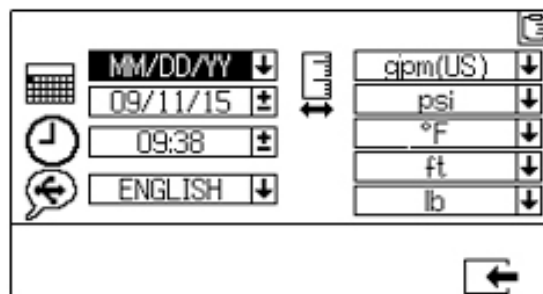 MM/DD/YY
09/11/15
09:38
ENGLISH
gpm(US)
psi
°F
ft
lb